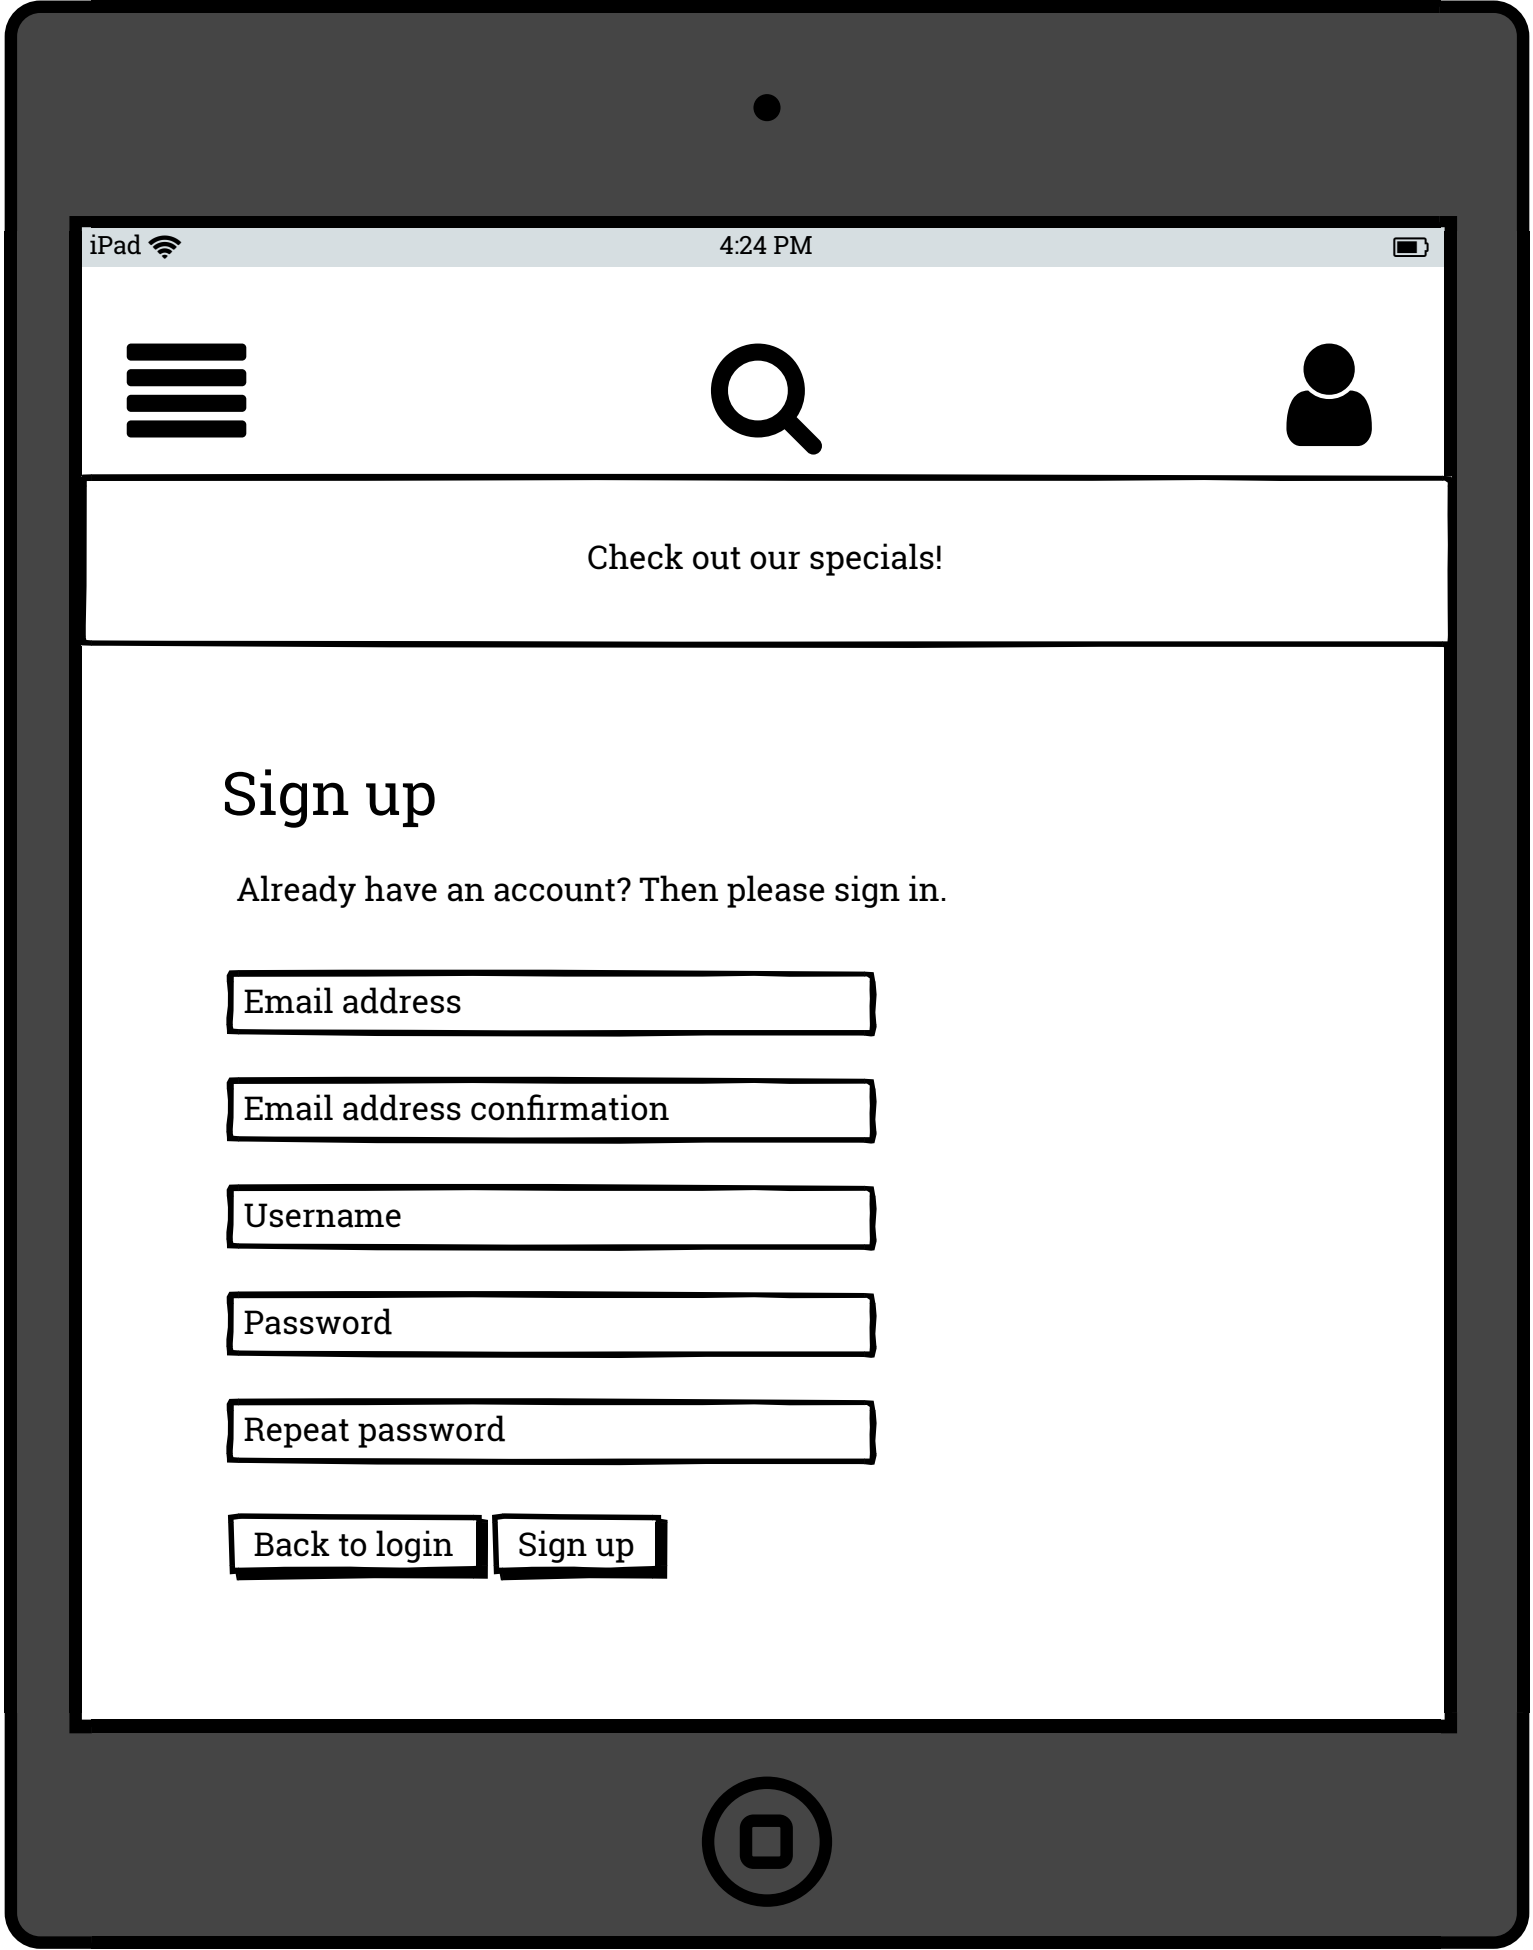 iPad
4:24 PM
Check out our specials!
Sign up
Already have an account? Then please sign in.
Email address
Email address confirmation
Username
Password
Repeat password
Back to login
Sign up